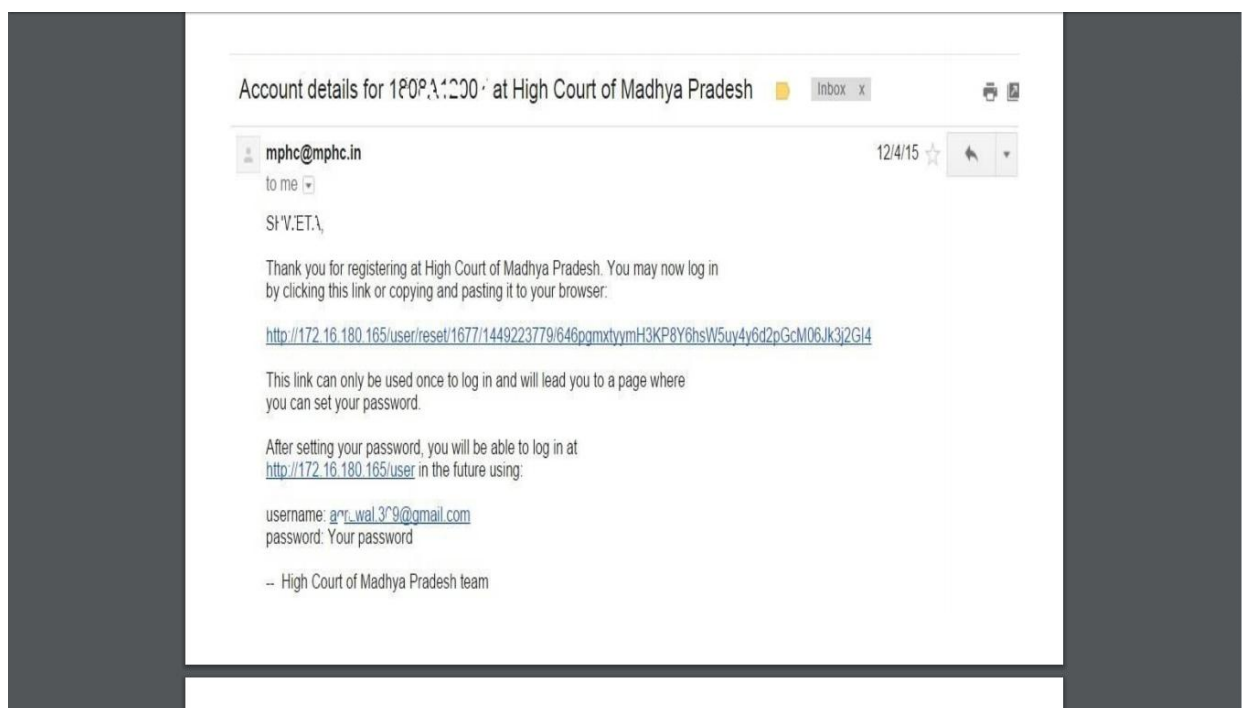 Account details for at High Court of Madhya Pradesh Inbox x
mphc@mphc.in 12/4/15
to me
Thank you for registering at High Court of Madhya Pradesh. You may now log in
by clicking this link or copying and pasting it to your browser:
http://172.16.180.165/user/reset/1677/1449223779/646pgmxtyymH3KP8Y6hsW5uy4y6d2pGcM06Jk3j2GI4
This link can only be used once to log in and will lead you to a page where
you can set your password.
After setting your password, you will be able to log in at
http://172.16.180.165/user in the future using:
username:
password: Your password
-- High Court of Madhya Pradesh team